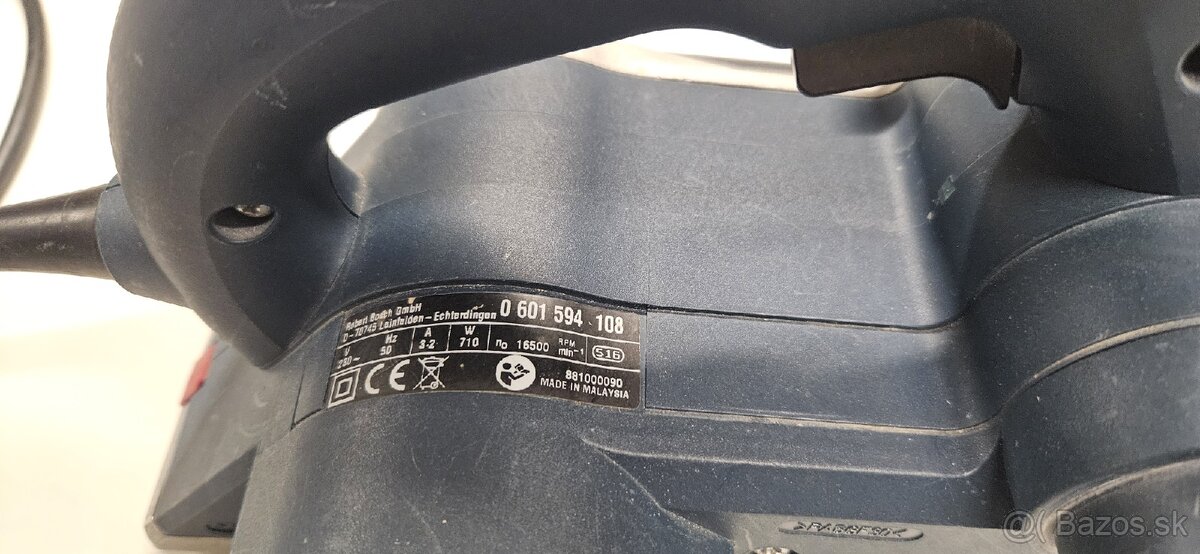 Robert Bosch GmbH
D-70745 Leinfelden-Echterdingen 0 601 594 108
V Hz A W
230~ 50 3.2 710 n0 16500 RPM min-1 516
CE
881000090
MADE IN MALAYSIA
Bazos.sk